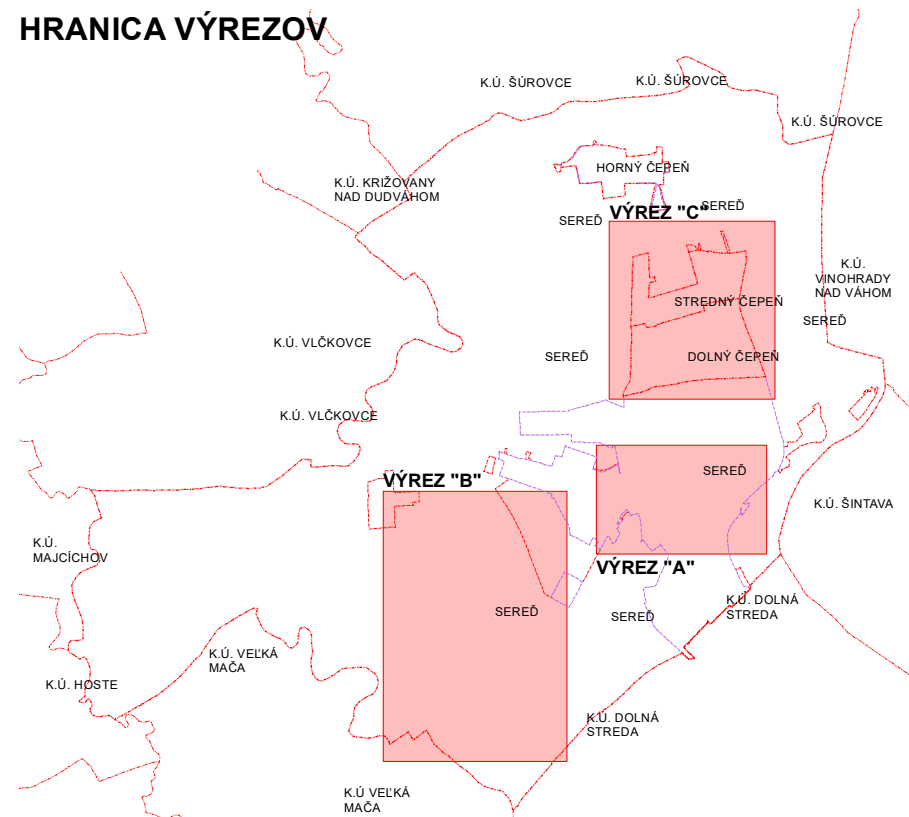 HRANICA VÝREZOV
K.Ú. ŠÚROVCE
K.Ú. ŠÚROVCE
K.Ú. ŠÚROVCE
HORNÝ ČEPEŇ
K.Ú. KRIŽOVANY
NAD DUDVÁHOM
SEREĎ
VÝREZ "C"
SEREĎ
K.Ú.
VINOHRADY
NAD VÁHOM
STREDNÝ ČEPEŇ
SEREĎ
K.Ú. VLČKOVCE
SEREĎ
DOLNÝ ČEPEŇ
K.Ú. VLČKOVCE
SEREĎ
VÝREZ "B"
K.Ú. ŠINTAVA
K.Ú.
MAJCÍCHOV
VÝREZ "A"
SEREĎ
SEREĎ
K.Ú. DOLNÁ
STREDA
K.Ú. VEĽKÁ
MAČA
K.Ú. HOSTE
K.Ú. DOLNÁ
STREDA
K.Ú VEĽKÁ
MAČA